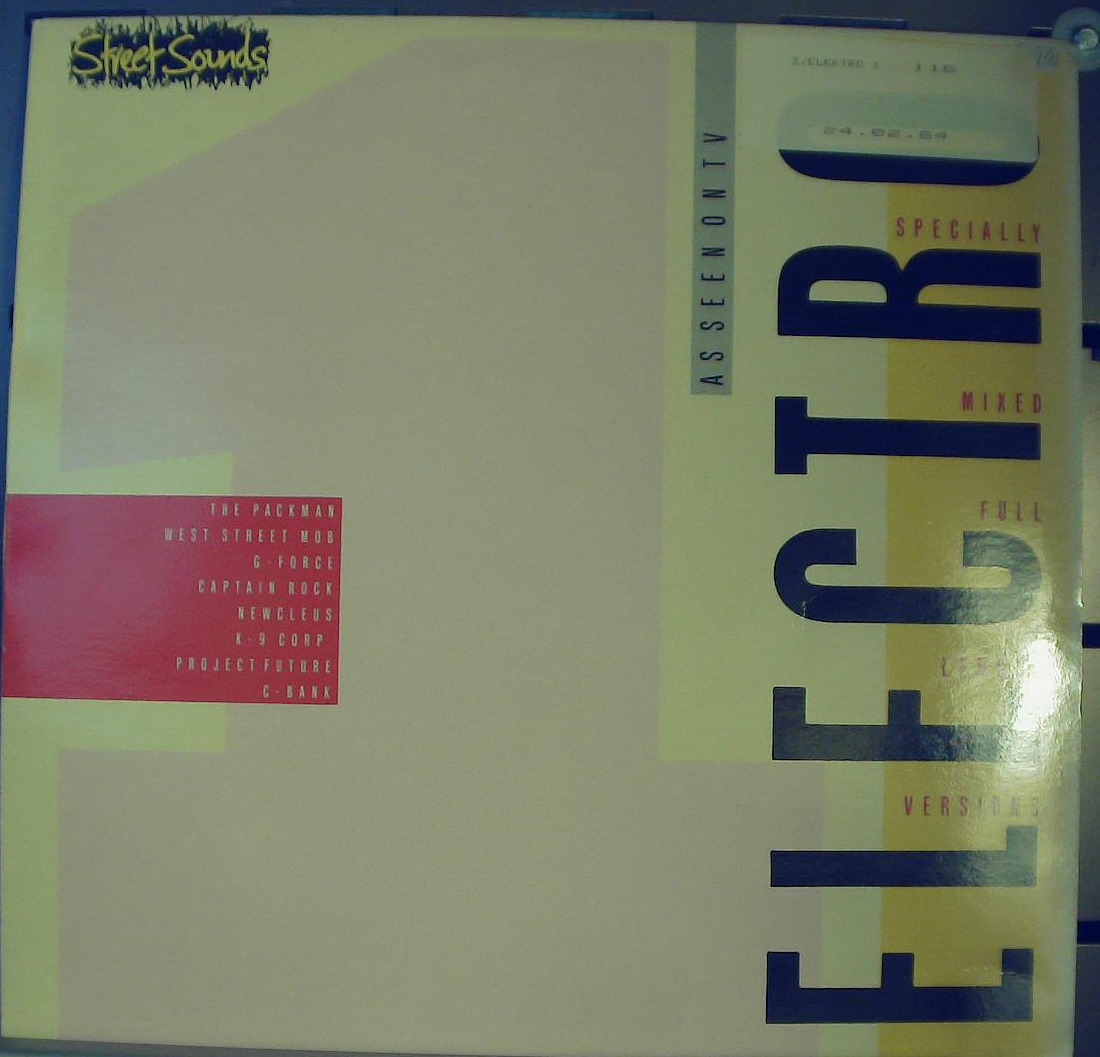 Street Sounds
2/ELEKTRO 1 116
24.02.84
AS SEEN ON TV
ELECTRO
SPECIALLY
MIXED
FULL
VERSIONS
THE PACKMAN
WEST STREET MOB
G-FORCE
CAPTAIN ROCK
NEWCLEUS
K-9 CORP
PROJECT FUTURE
C-BANK
1